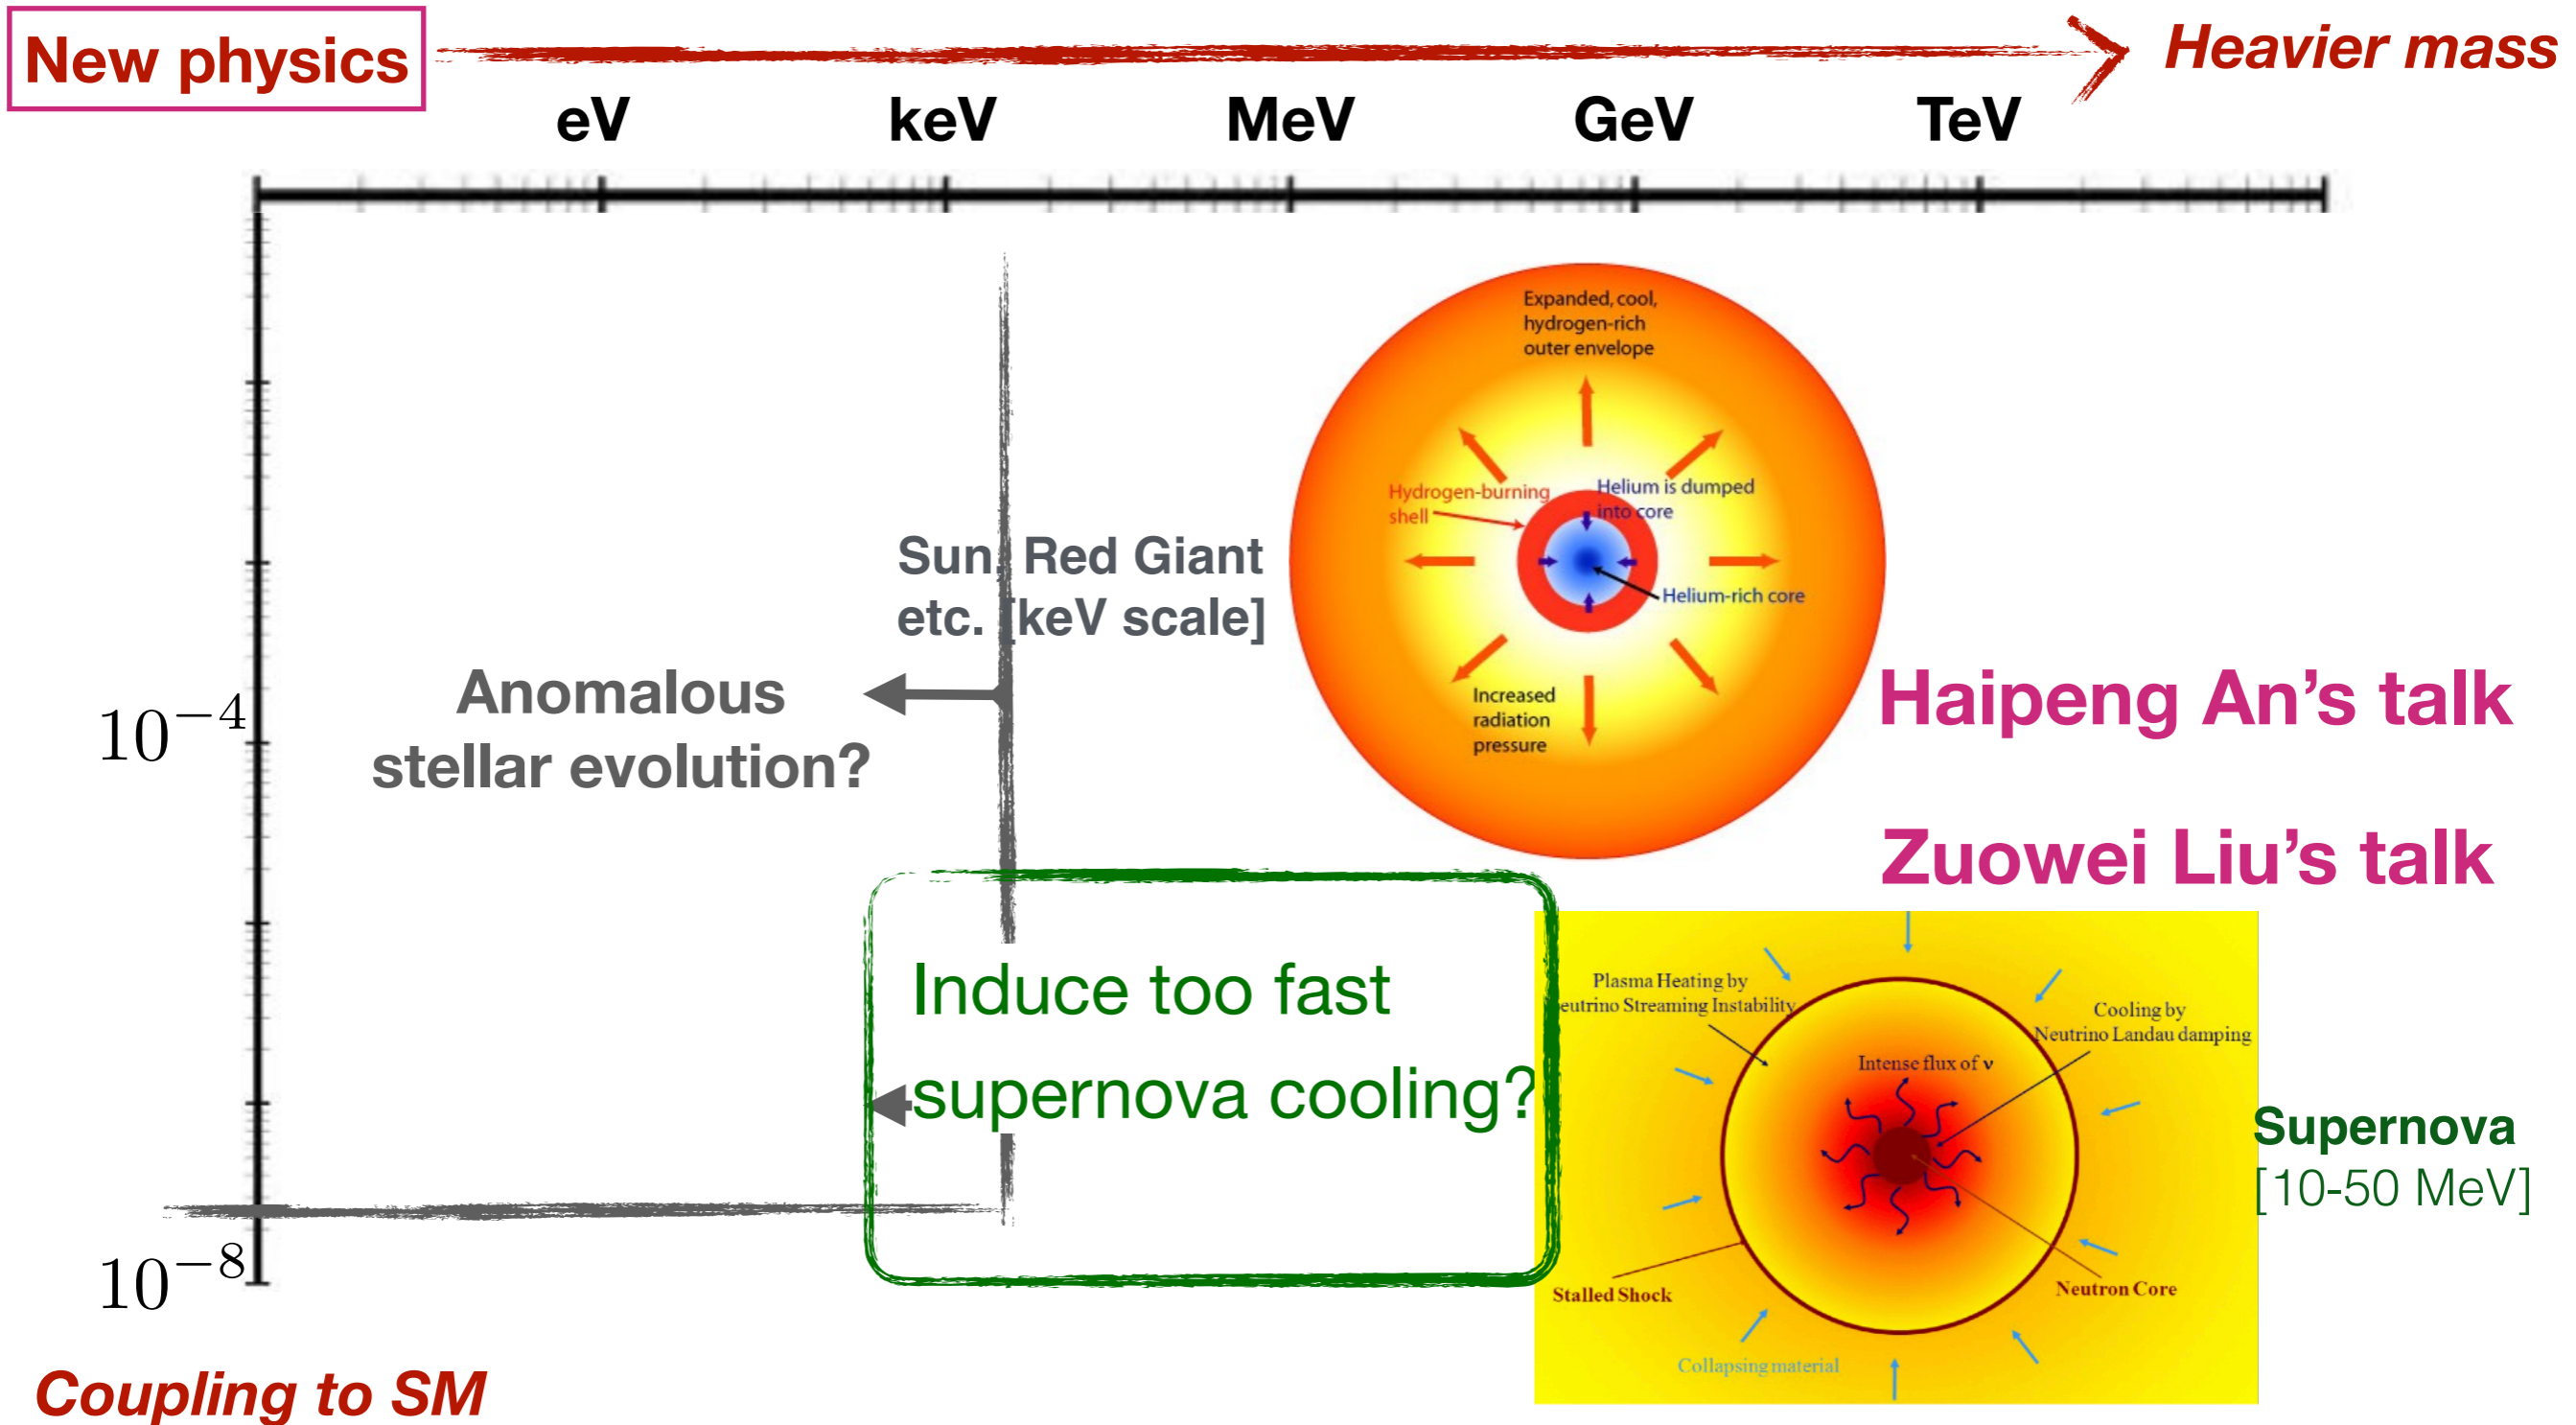 New physics
Heavier mass
eV keV MeV GeV TeV
Expanded, cool,
hydrogen-rich
outer envelope
Hydrogen-burning
shell
Helium is dumped
into core
Helium-rich core
Increased
radiation
pressure
Sun, Red Giant
etc. [keV scale]
Anomalous
stellar evolution?
10⁻⁴
Haipeng An’s talk
Zuowei Liu’s talk
Induce too fast
supernova cooling?
Plasma Heating by
eutrino Streaming Instability
Cooling by
Neutrino Landau damping
Intense flux of ν
Supernova
[10-50 MeV]
Stalled Shock
Neutron Core
Collapsing material
10⁻⁸
Coupling to SM